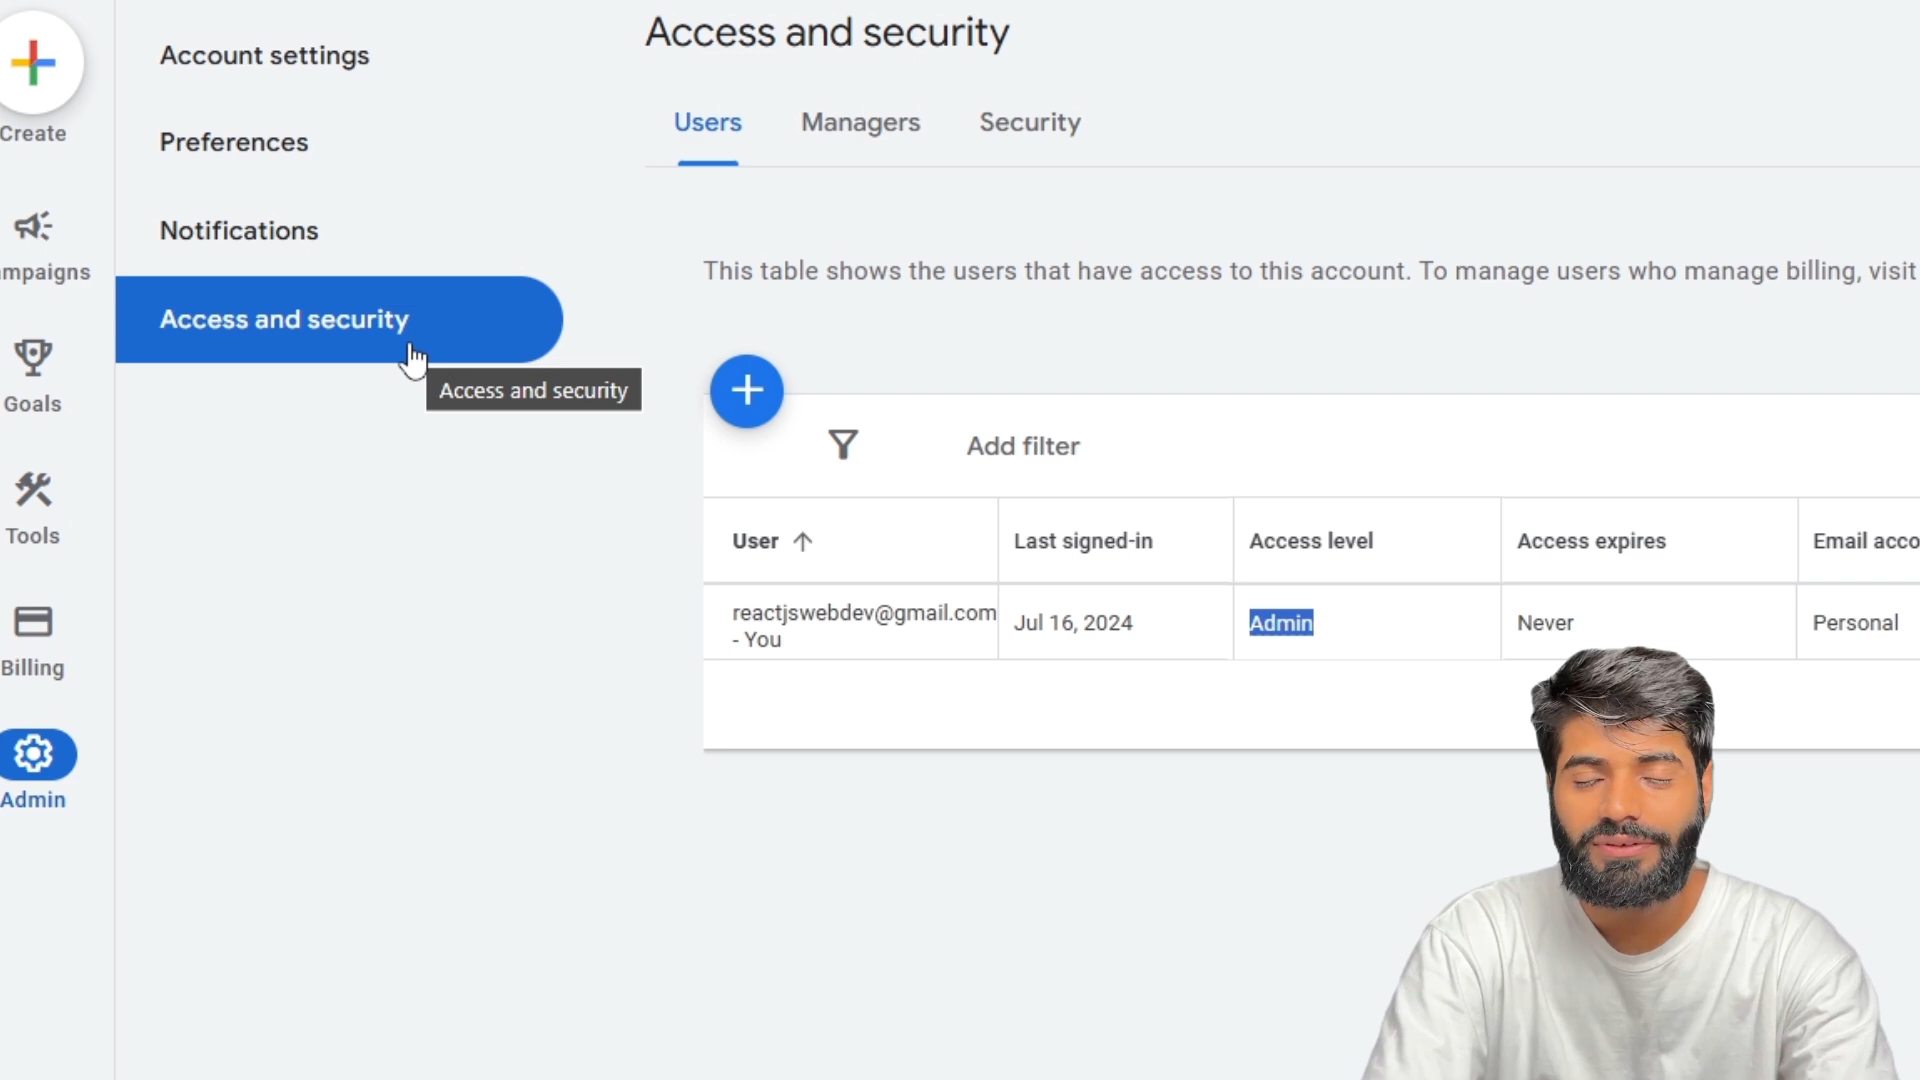 Create
mpaigns
Goals
Tools
Billing
Admin
Account settings
Preferences
Notifications
Access and security
Access and security
Access and security
Users Managers Security
This table shows the users that have access to this account. To manage users who manage billing, visit
Add filter
User Last signed-in Access level Access expires Email acco
reactjswebdev@gmail.com Jul 16, 2024 Admin Never Personal
- You